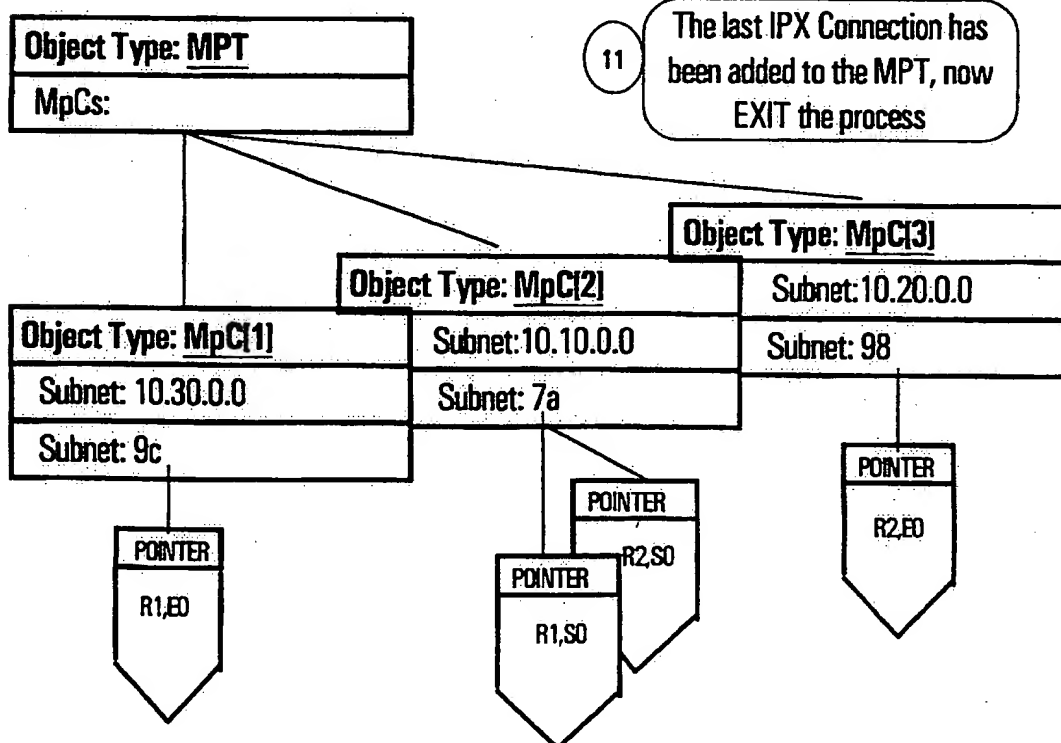 Object Type: MPT
MpCs:
11
The last IPX Connection has
been added to the MPT, now
EXIT the process
Object Type: MpC[3]
Subnet:10.20.0.0
Subnet: 98
Object Type: MpC[2]
Subnet:10.10.0.0
Subnet: 7a
Object Type: MpC[1]
Subnet: 10.30.0.0
Subnet: 9c
POINTER
R1,E0
POINTER
R1,S0
POINTER
R2,S0
POINTER
R2,E0